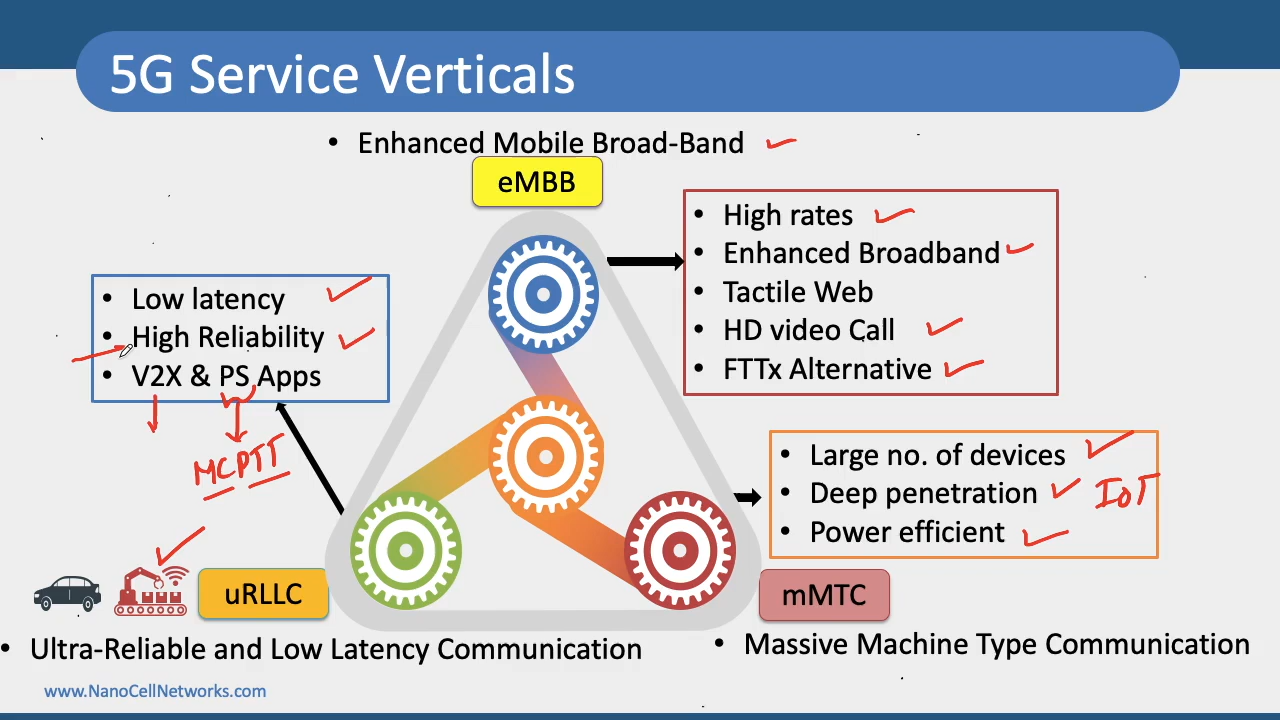 5G Service Verticals
• Enhanced Mobile Broad-Band
eMBB
• High rates
• Enhanced Broadband
• Tactile Web
• HD video Call
• FTTx Alternative
• Low latency
• High Reliability
• V2X & PS Apps
MCPTT
• Large no. of devices
• Deep penetration
IoT
• Power efficient
uRLLC
mMTC
• Ultra-Reliable and Low Latency Communication
• Massive Machine Type Communication
www.NanoCellNetworks.com